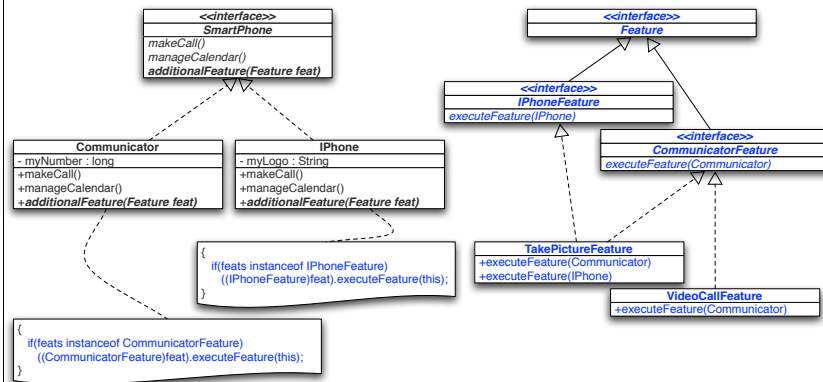 <<interface>>
SmartPhone
makeCall()
manageCalendar()
additionalFeature(Feature feat)
Communicator
- myNumber : long
+makeCall()
+manageCalendar()
+additionalFeature(Feature feat)
IPhone
- myLogo : String
+makeCall()
+manageCalendar()
+additionalFeature(Feature feat)
{
if(feats instanceof IPhoneFeature)
((IPhoneFeature)feat).executeFeature(this);
}
{
if(feats instanceof CommunicatorFeature)
((CommunicatorFeature)feat).executeFeature(this);
}
<<interface>>
Feature
<<interface>>
IPhoneFeature
executeFeature(IPhone)
<<interface>>
CommunicatorFeature
executeFeature(Communicator)
TakePictureFeature
+executeFeature(Communicator)
+executeFeature(IPhone)
VideoCallFeature
+executeFeature(Communicator)